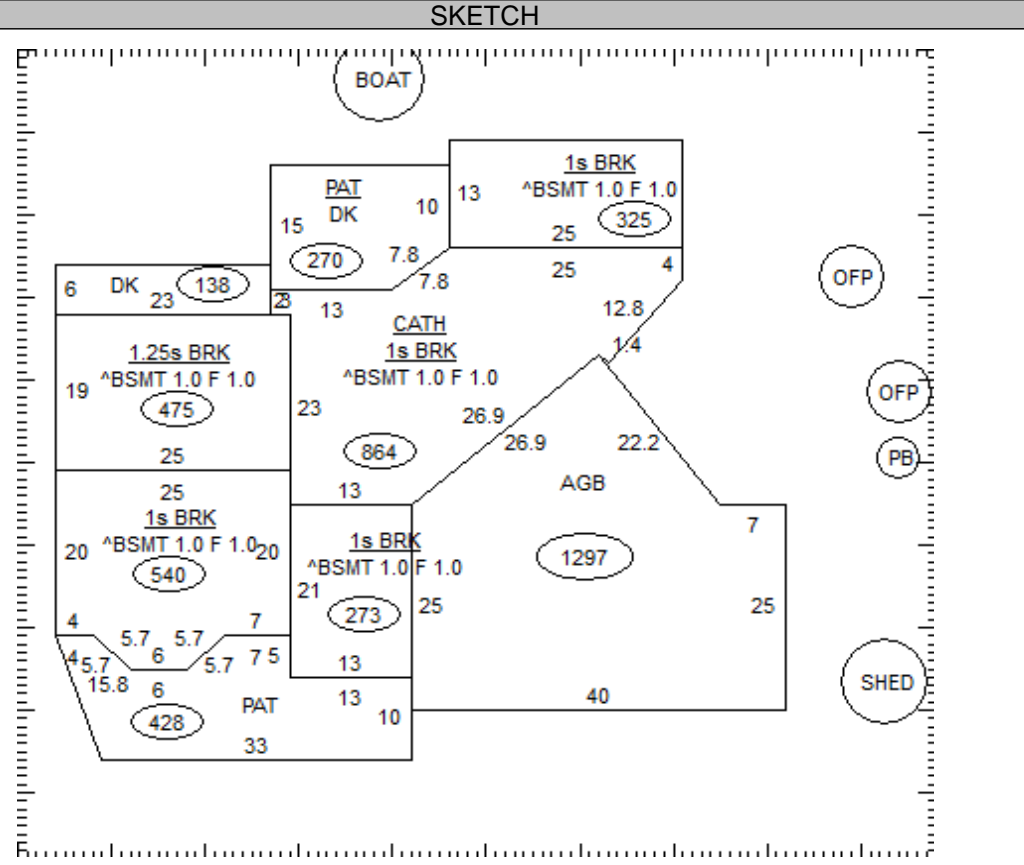 SKETCH
BOAT
1s BRK
^BSMT 1.0 F 1.0
325
13
25
PAT
DK
10
15
270
7.8
7.8
25
4
6
DK
138
23
2
3
13
12.8
1.4
CATH
1s BRK
^BSMT 1.0 F 1.0
OFP
1.25s BRK
^BSMT 1.0 F 1.0
19
475
25
23
26.9
26.9
22.2
864
13
OFP
PB
AGB
25
1s BRK
^BSMT 1.0 F 1.0
20
20
540
4
7
5.7
5.7
6
1s BRK
^BSMT 1.0 F 1.0
21
273
25
13
1297
7
25
4
5.7
5.7
7
5
15.8
6
PAT
428
33
13
10
40
SHED